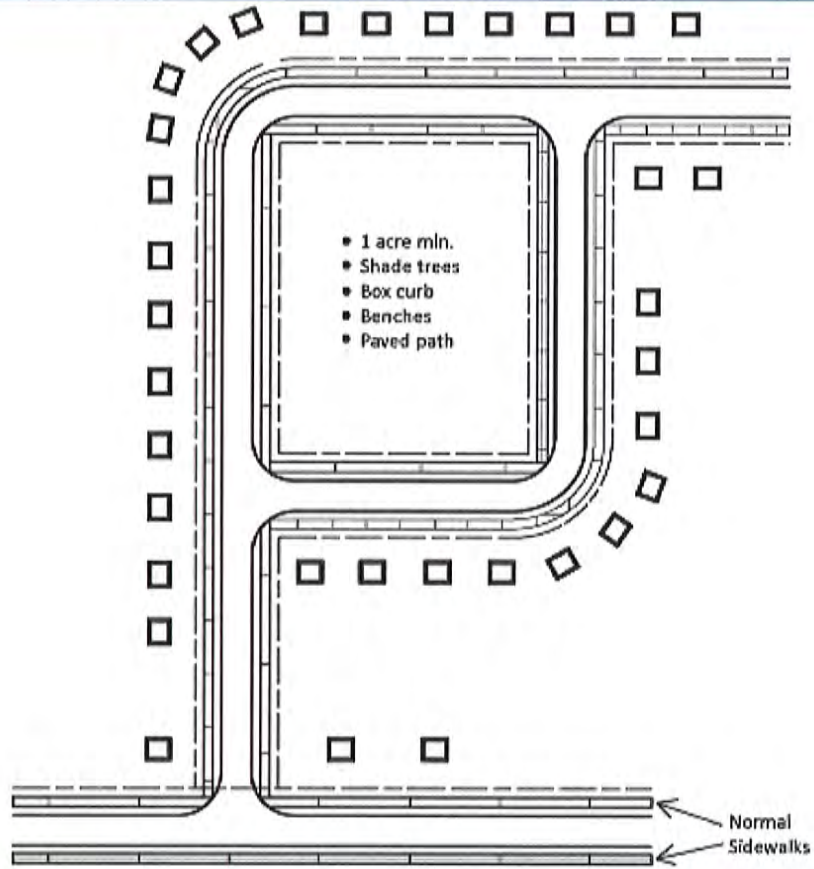 • 1 acre min.
• Shade trees
• Box curb
• Benches
• Paved path
Normal
Sidewalks